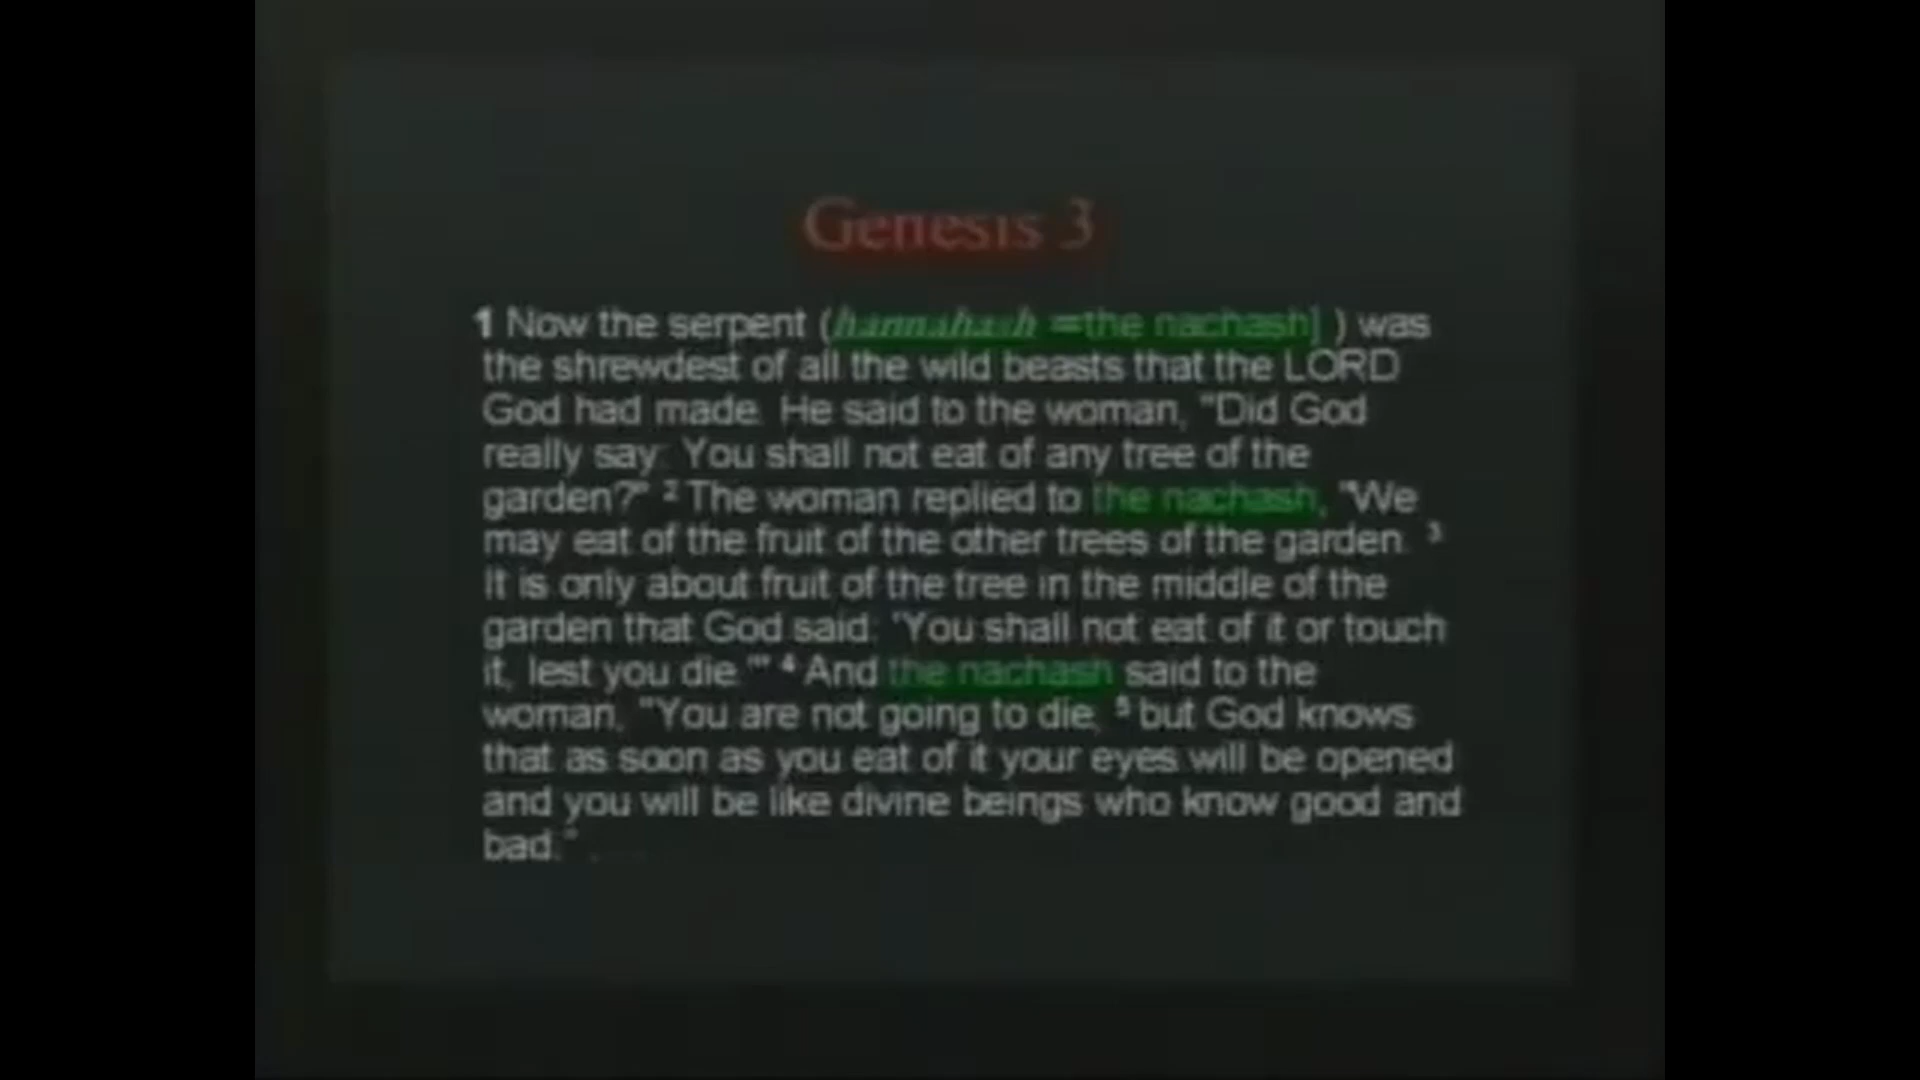 Genesis 3
1 Now the serpent (hannahash =the nachash] ) was
the shrewdest of all the wild beasts that the LORD
God had made. He said to the woman, "Did God
really say: You shall not eat of any tree of the
garden?" 2 The woman replied to the nachash, "We
may eat of the fruit of the other trees of the garden. 3
It is only about fruit of the tree in the middle of the
garden that God said: 'You shall not eat of it or touch
it, lest you die.'" 4 And the nachash said to the
woman, "You are not going to die, 5 but God knows
that as soon as you eat of it your eyes will be opened
and you will be like divine beings who know good and
bad."